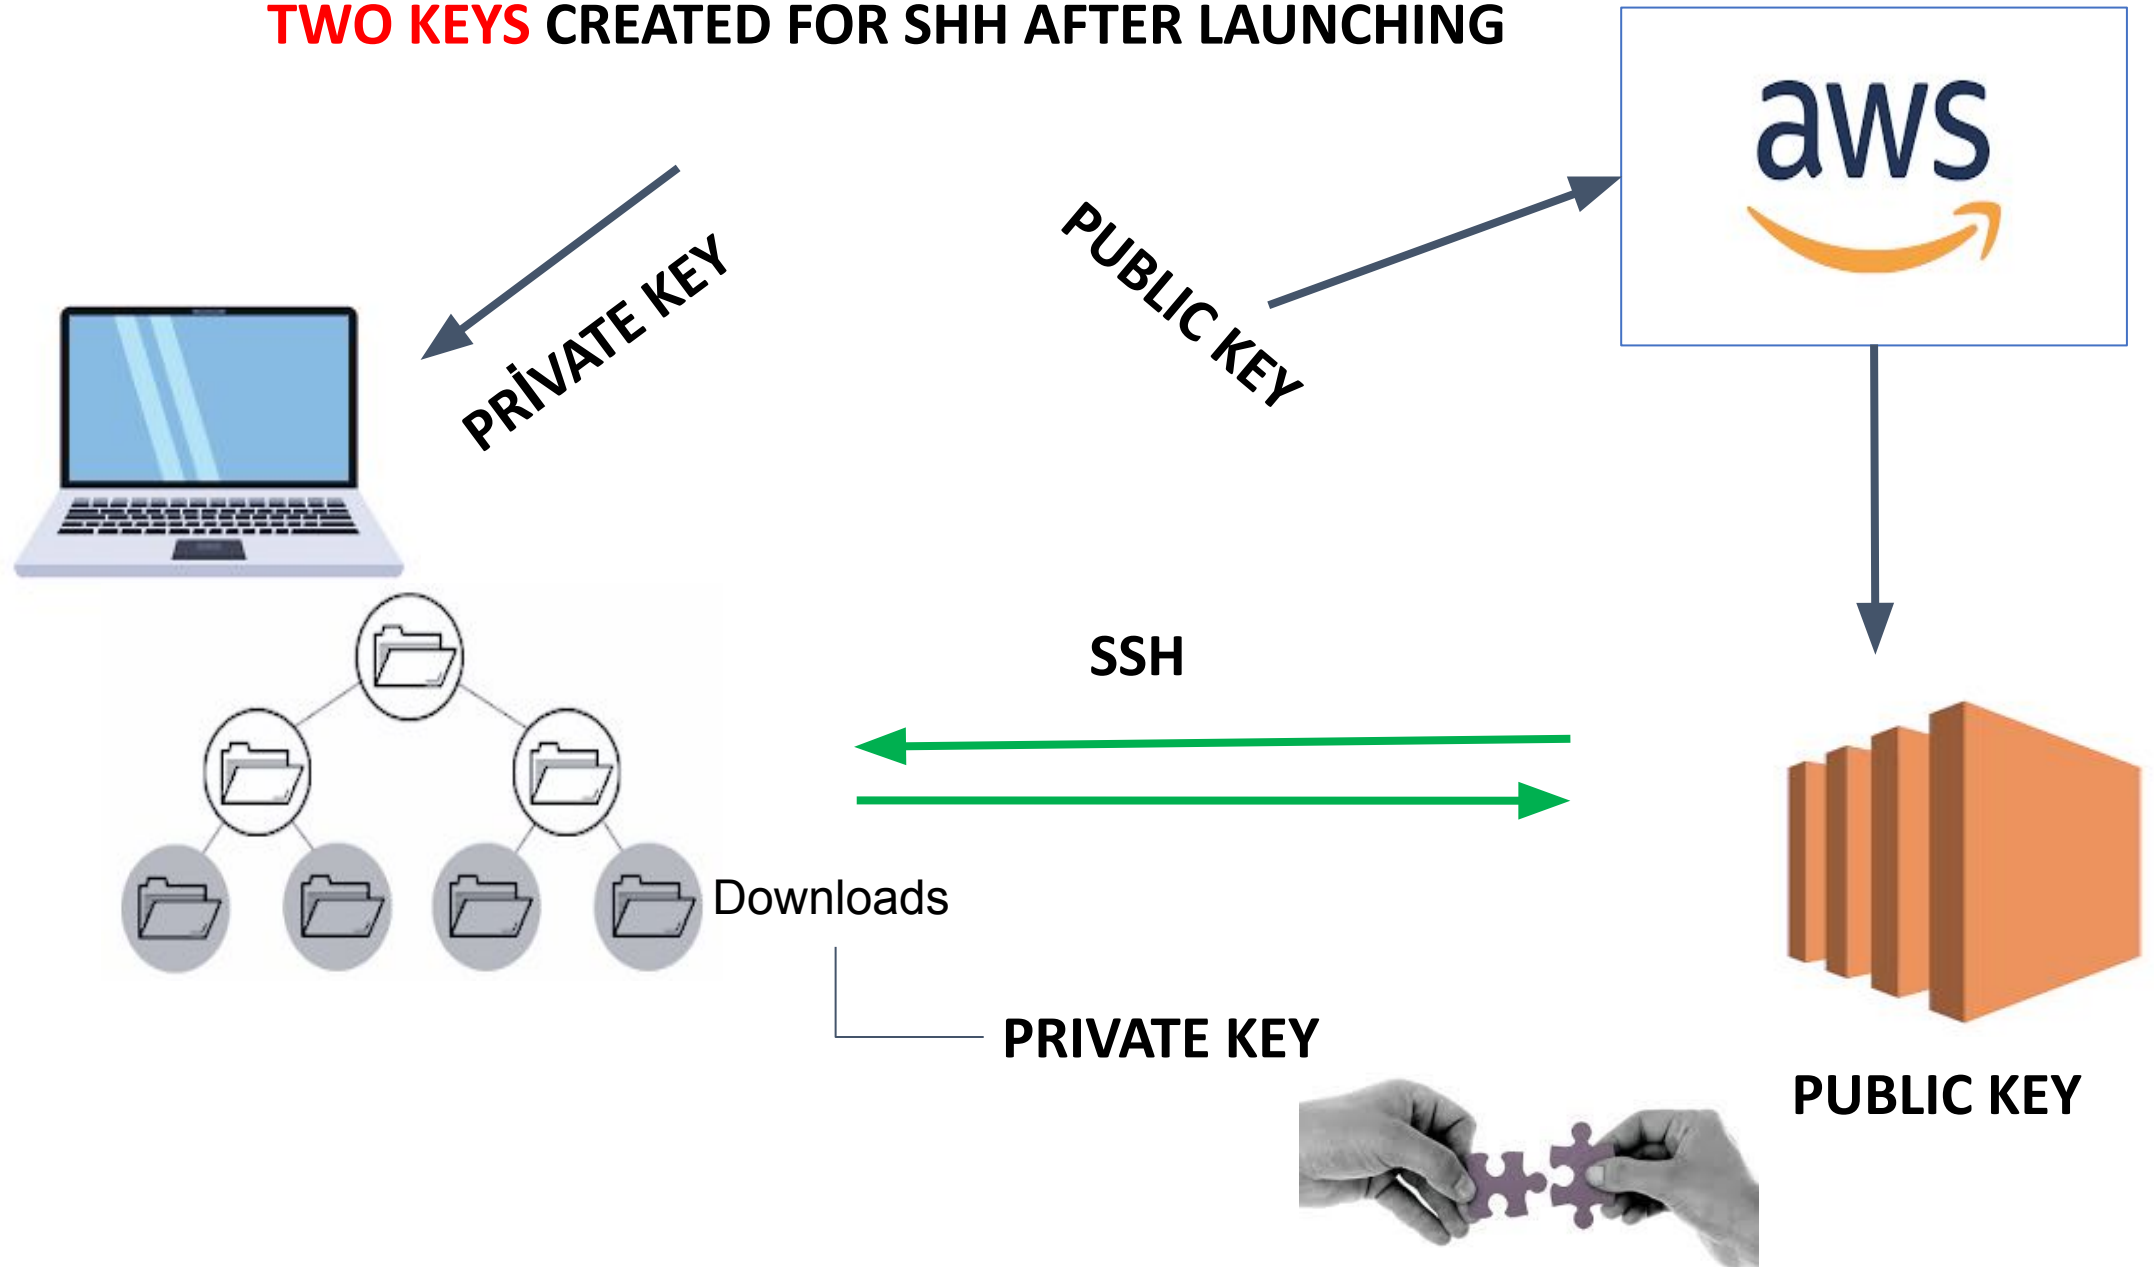 TWO KEYS CREATED FOR SHH AFTER LAUNCHING
aws
PRİVATE KEY
PUBLIC KEY
SSH
Downloads
PRIVATE KEY
PUBLIC KEY